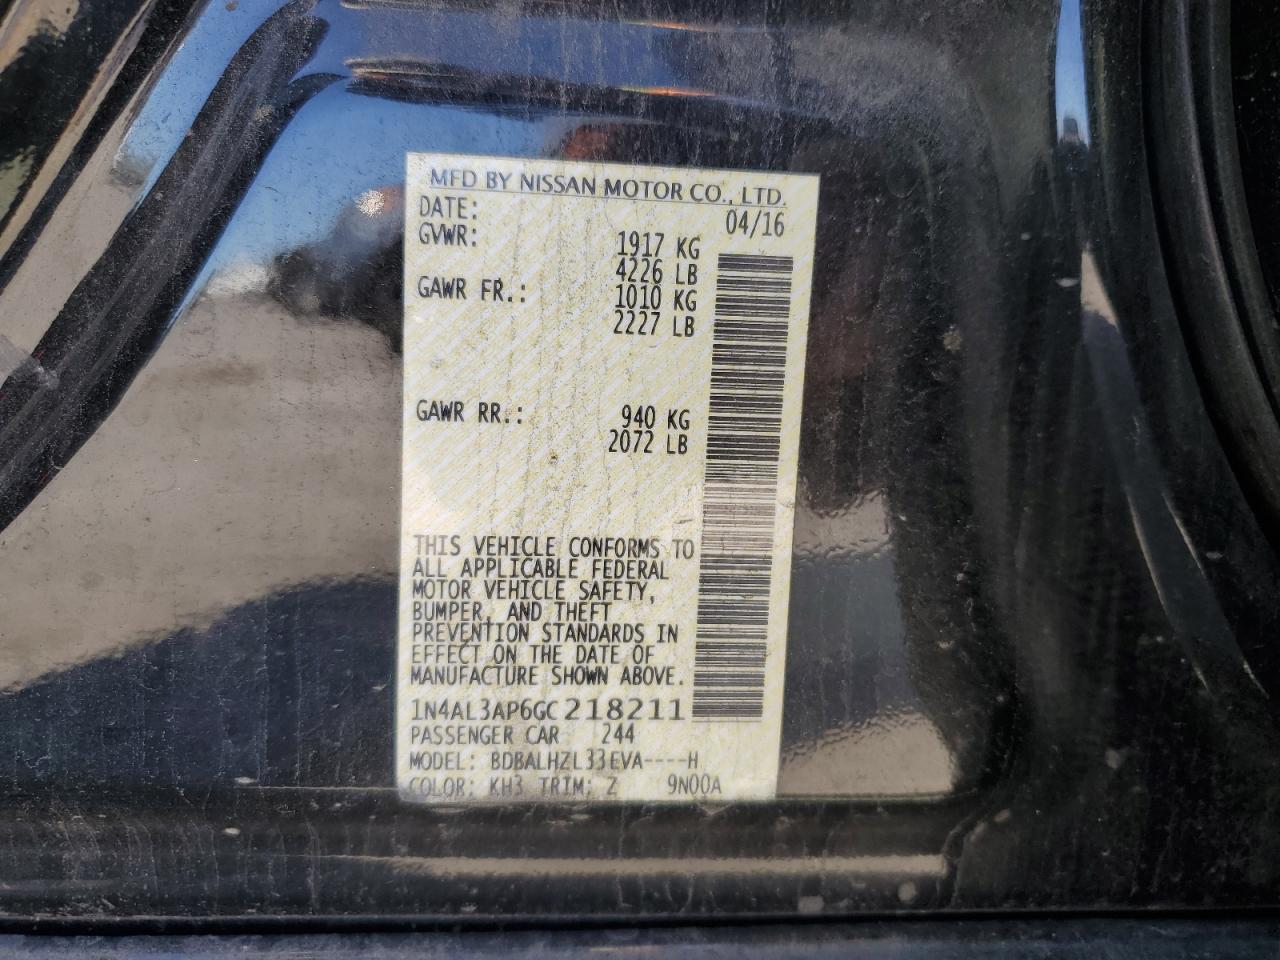 MFD BY NISSAN MOTOR CO., LTD.
DATE: 04/16
GVWR: 1917 KG
4226 LB
GAWR FR.: 1010 KG
2227 LB
GAWR RR.: 940 KG
2072 LB
THIS VEHICLE CONFORMS TO
ALL APPLICABLE FEDERAL
MOTOR VEHICLE SAFETY,
BUMPER, AND THEFT
PREVENTION STANDARDS IN
EFFECT ON THE DATE OF
MANUFACTURE SHOWN ABOVE.
1N4AL3AP6GC218211
PASSENGER CAR 244
MODEL: BDBALHZL33EVA----H
COLOR: KH3 TRIM: Z 9N00A